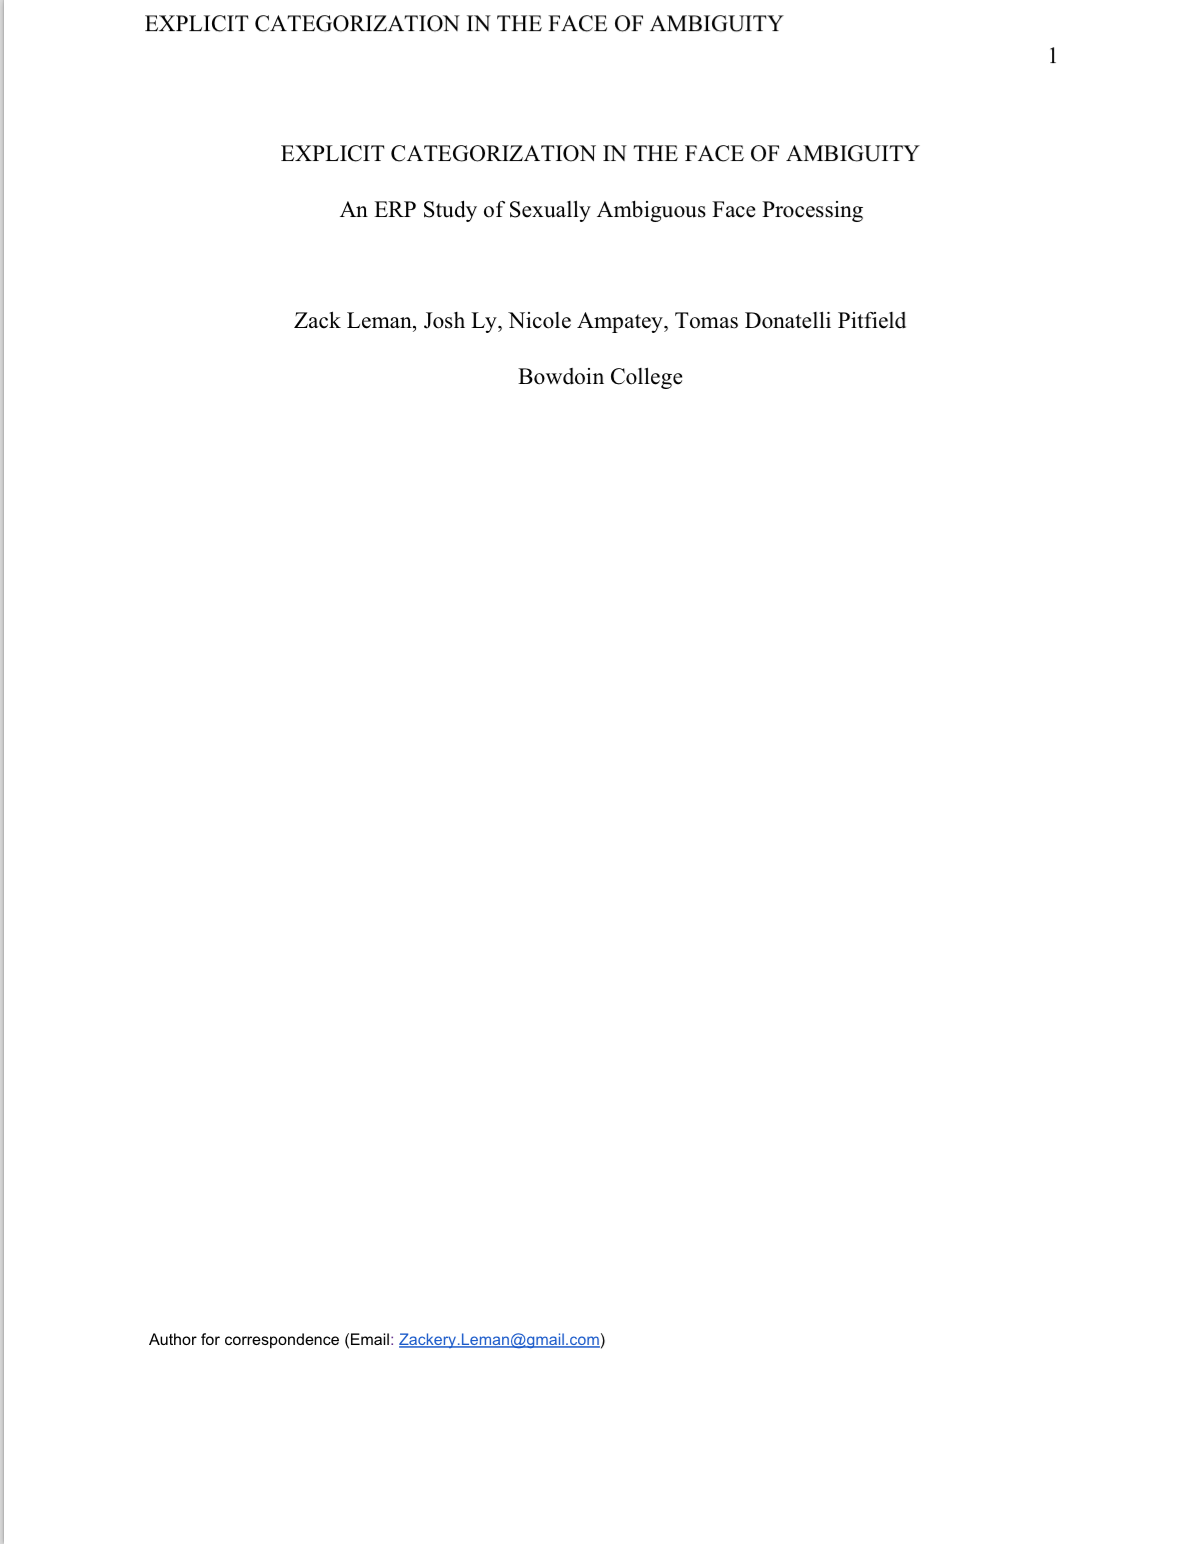 EXPLICIT CATEGORIZATION IN THE FACE OF AMBIGUITY
1
EXPLICIT CATEGORIZATION IN THE FACE OF AMBIGUITY
An ERP Study of Sexually Ambiguous Face Processing
Zack Leman, Josh Ly, Nicole Ampatey, Tomas Donatelli Pitfield
Bowdoin College
Author for correspondence (Email: Zackery.Leman@gmail.com)